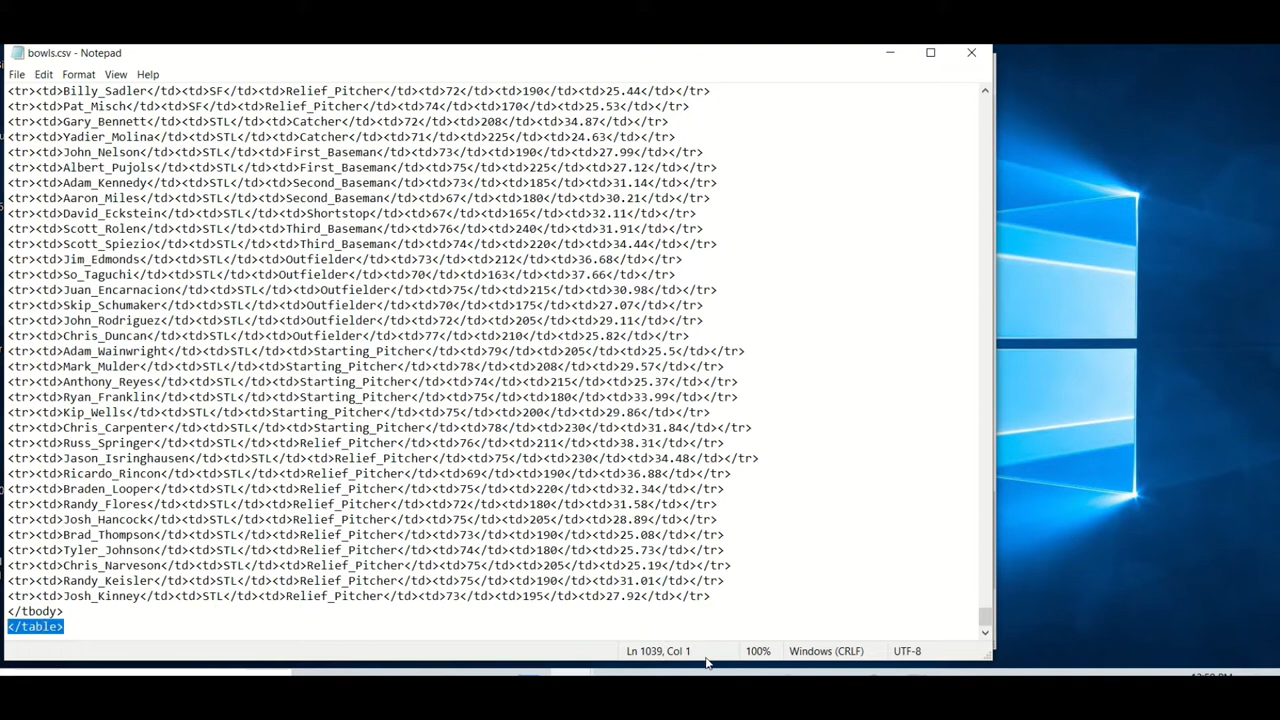 bowls.csv - Notepad
File Edit Format View Help
<tr><td>Billy_Sadler</td><td>SF</td><td>Relief_Pitcher</td><td>72</td><td>190</td><td>25.44</td></tr>
<tr><td>Pat_Misch</td><td>SF</td><td>Relief_Pitcher</td><td>74</td><td>170</td><td>25.53</td></tr>
<tr><td>Gary_Bennett</td><td>STL</td><td>Catcher</td><td>72</td><td>208</td><td>34.87</td></tr>
<tr><td>Yadier_Molina</td><td>STL</td><td>Catcher</td><td>71</td><td>225</td><td>24.63</td></tr>
<tr><td>John_Nelson</td><td>STL</td><td>First_Baseman</td><td>73</td><td>190</td><td>27.99</td></tr>
<tr><td>Albert_Pujols</td><td>STL</td><td>First_Baseman</td><td>75</td><td>225</td><td>27.12</td></tr>
<tr><td>Adam_Kennedy</td><td>STL</td><td>Second_Baseman</td><td>73</td><td>185</td><td>31.14</td></tr>
<tr><td>Aaron_Miles</td><td>STL</td><td>Second_Baseman</td><td>67</td><td>180</td><td>30.21</td></tr>
<tr><td>David_Eckstein</td><td>STL</td><td>Shortstop</td><td>67</td><td>165</td><td>32.11</td></tr>
<tr><td>Scott_Rolen</td><td>STL</td><td>Third_Baseman</td><td>76</td><td>240</td><td>31.91</td></tr>
<tr><td>Scott_Spiezio</td><td>STL</td><td>Third_Baseman</td><td>74</td><td>220</td><td>34.44</td></tr>
<tr><td>Jim_Edmonds</td><td>STL</td><td>Outfielder</td><td>73</td><td>212</td><td>36.68</td></tr>
<tr><td>So_Taguchi</td><td>STL</td><td>Outfielder</td><td>70</td><td>163</td><td>37.66</td></tr>
<tr><td>Juan_Encarnacion</td><td>STL</td><td>Outfielder</td><td>75</td><td>215</td><td>30.98</td></tr>
<tr><td>Skip_Schumaker</td><td>STL</td><td>Outfielder</td><td>70</td><td>175</td><td>27.07</td></tr>
<tr><td>John_Rodriguez</td><td>STL</td><td>Outfielder</td><td>72</td><td>205</td><td>29.11</td></tr>
<tr><td>Chris_Duncan</td><td>STL</td><td>Outfielder</td><td>77</td><td>210</td><td>25.82</td></tr>
<tr><td>Adam_Wainwright</td><td>STL</td><td>Starting_Pitcher</td><td>79</td><td>205</td><td>25.5</td></tr>
<tr><td>Mark_Mulder</td><td>STL</td><td>Starting_Pitcher</td><td>78</td><td>208</td><td>29.57</td></tr>
<tr><td>Anthony_Reyes</td><td>STL</td><td>Starting_Pitcher</td><td>74</td><td>215</td><td>25.37</td></tr>
<tr><td>Ryan_Franklin</td><td>STL</td><td>Starting_Pitcher</td><td>75</td><td>180</td><td>33.99</td></tr>
<tr><td>Kip_Wells</td><td>STL</td><td>Starting_Pitcher</td><td>75</td><td>200</td><td>29.86</td></tr>
<tr><td>Chris_Carpenter</td><td>STL</td><td>Starting_Pitcher</td><td>78</td><td>230</td><td>31.84</td></tr>
<tr><td>Russ_Springer</td><td>STL</td><td>Relief_Pitcher</td><td>76</td><td>211</td><td>38.31</td></tr>
<tr><td>Jason_Isringhausen</td><td>STL</td><td>Relief_Pitcher</td><td>75</td><td>230</td><td>34.48</td></tr>
<tr><td>Ricardo_Rincon</td><td>STL</td><td>Relief_Pitcher</td><td>69</td><td>190</td><td>36.88</td></tr>
<tr><td>Braden_Looper</td><td>STL</td><td>Relief_Pitcher</td><td>75</td><td>220</td><td>32.34</td></tr>
<tr><td>Randy_Flores</td><td>STL</td><td>Relief_Pitcher</td><td>72</td><td>180</td><td>31.58</td></tr>
<tr><td>Josh_Hancock</td><td>STL</td><td>Relief_Pitcher</td><td>75</td><td>205</td><td>28.89</td></tr>
<tr><td>Brad_Thompson</td><td>STL</td><td>Relief_Pitcher</td><td>73</td><td>190</td><td>25.08</td></tr>
<tr><td>Tyler_Johnson</td><td>STL</td><td>Relief_Pitcher</td><td>74</td><td>180</td><td>25.73</td></tr>
<tr><td>Chris_Narveson</td><td>STL</td><td>Relief_Pitcher</td><td>75</td><td>205</td><td>25.19</td></tr>
<tr><td>Randy_Keisler</td><td>STL</td><td>Relief_Pitcher</td><td>75</td><td>190</td><td>31.01</td></tr>
<tr><td>Josh_Kinney</td><td>STL</td><td>Relief_Pitcher</td><td>73</td><td>195</td><td>27.92</td></tr>
</tbody>
</table>
Ln 1039, Col 1 100% Windows (CRLF) UTF-8